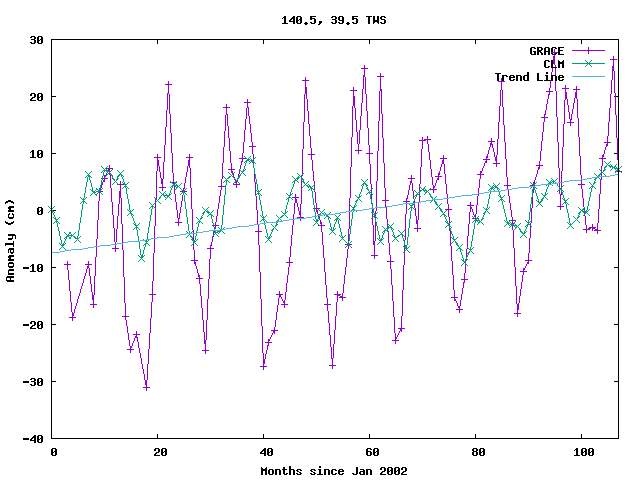 140.5, 39.5 TWS
GRACE
CLM
Trend Line
30
20
10
0
-10
-20
-30
-40
Anomaly (cm)
0 20 40 60 80 100
Months since Jan 2002